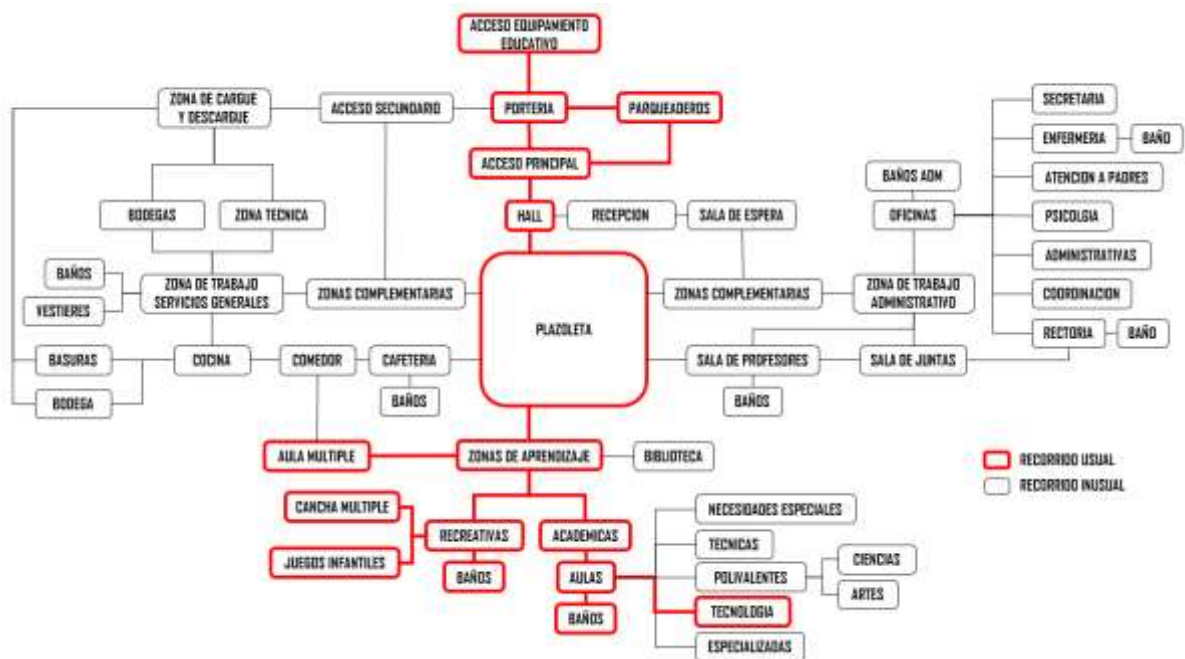 ACCESO EQUIPAMIENTO
EDUCATIVO
ZONA DE CARGUE
Y DESCARGUE
ACCESO SECUNDARIO
PORTERIA
PARQUEADEROS
SECRETARIA
ENFERMERIA
BAÑO
ACCESO PRINCIPAL
BAÑOS ADM
ATENCION A PADRES
BODEGAS
ZONA TECNICA
HALL
RECEPCION
SALA DE ESPERA
OFICINAS
PSICOLGIA
ADMINISTRATIVAS
BAÑOS
VESTIERES
ZONA DE TRABAJO
SERVICIOS GENERALES
ZONAS COMPLEMENTARIAS
PLAZOLETA
ZONAS COMPLEMENTARIAS
ZONA DE TRABAJO
ADMINISTRATIVO
COORDINACION
RECTORIA
BAÑO
BASURAS
COCINA
COMEDOR
CAFETERIA
SALA DE PROFESORES
SALA DE JUNTAS
BODEGA
BAÑOS
BAÑOS
AULA MULTIPLE
ZONAS DE APRENDIZAJE
BIBLIOTECA
RECORRIDO USUAL
RECORRIDO INUSUAL
CANCHA MULTIPLE
JUEGOS INFANTILES
RECREATIVAS
BAÑOS
ACADEMICAS
AULAS
BAÑOS
NECESIDADES ESPECIALES
TECNICAS
POLIVALENTES
CIENCIAS
ARTES
TECNOLOGIA
ESPECIALIZADAS